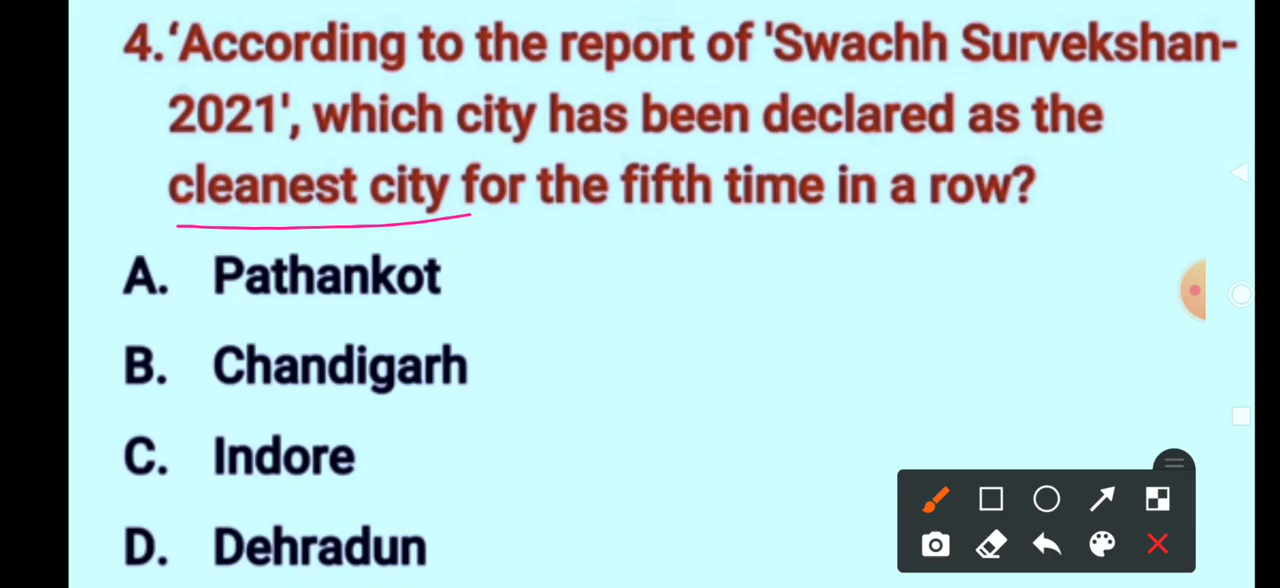 4. ‘According to the report of 'Swachh Survekshan-
2021', which city has been declared as the
cleanest city for the fifth time in a row?
A. Pathankot
B. Chandigarh
C. Indore
D. Dehradun